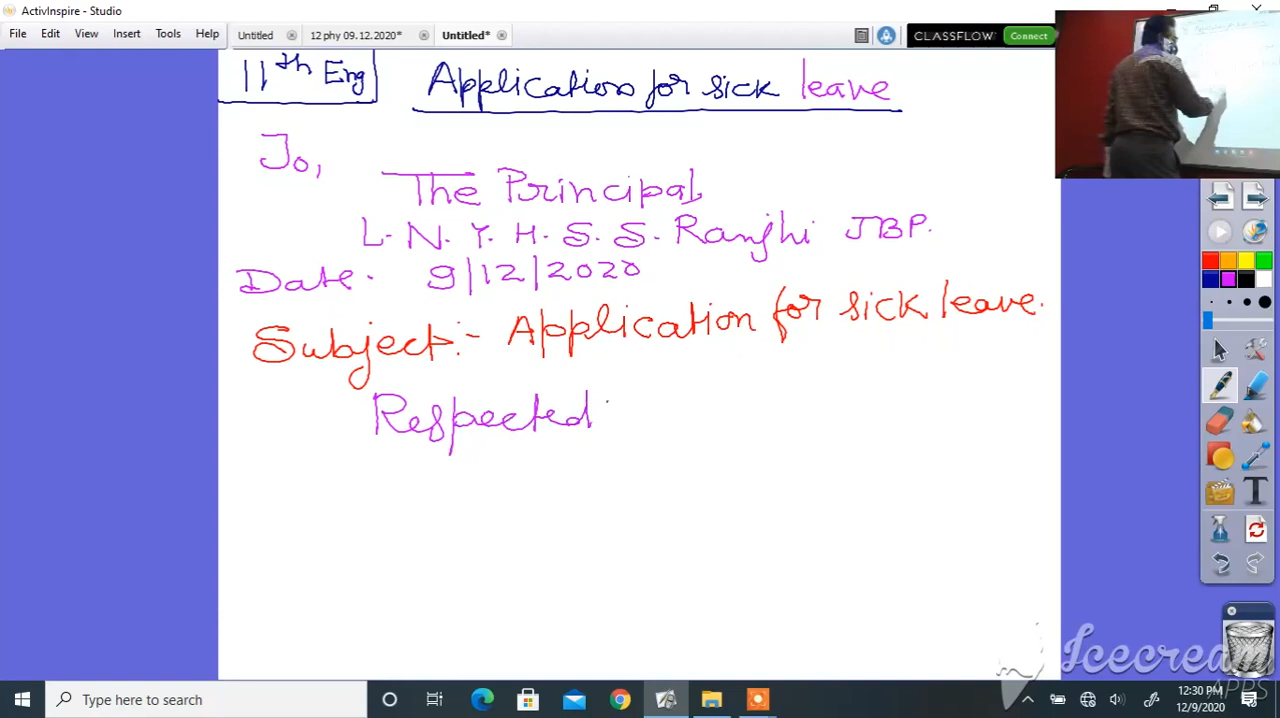 ActivInspire - Studio
File Edit View Insert Tools Help
Untitled
12 phy 09.12.2020*
Untitled*
CLASSFLOW Connect
11th Eng
Application for sick leave
To,
The Principal
L. N. Y. H. S. S. Ranjhi JBP.
Date. 9/12/2020
Subject:- Application for sick leave.
Respected
Icecream
APPS
Type here to search
12:30 PM
12/9/2020